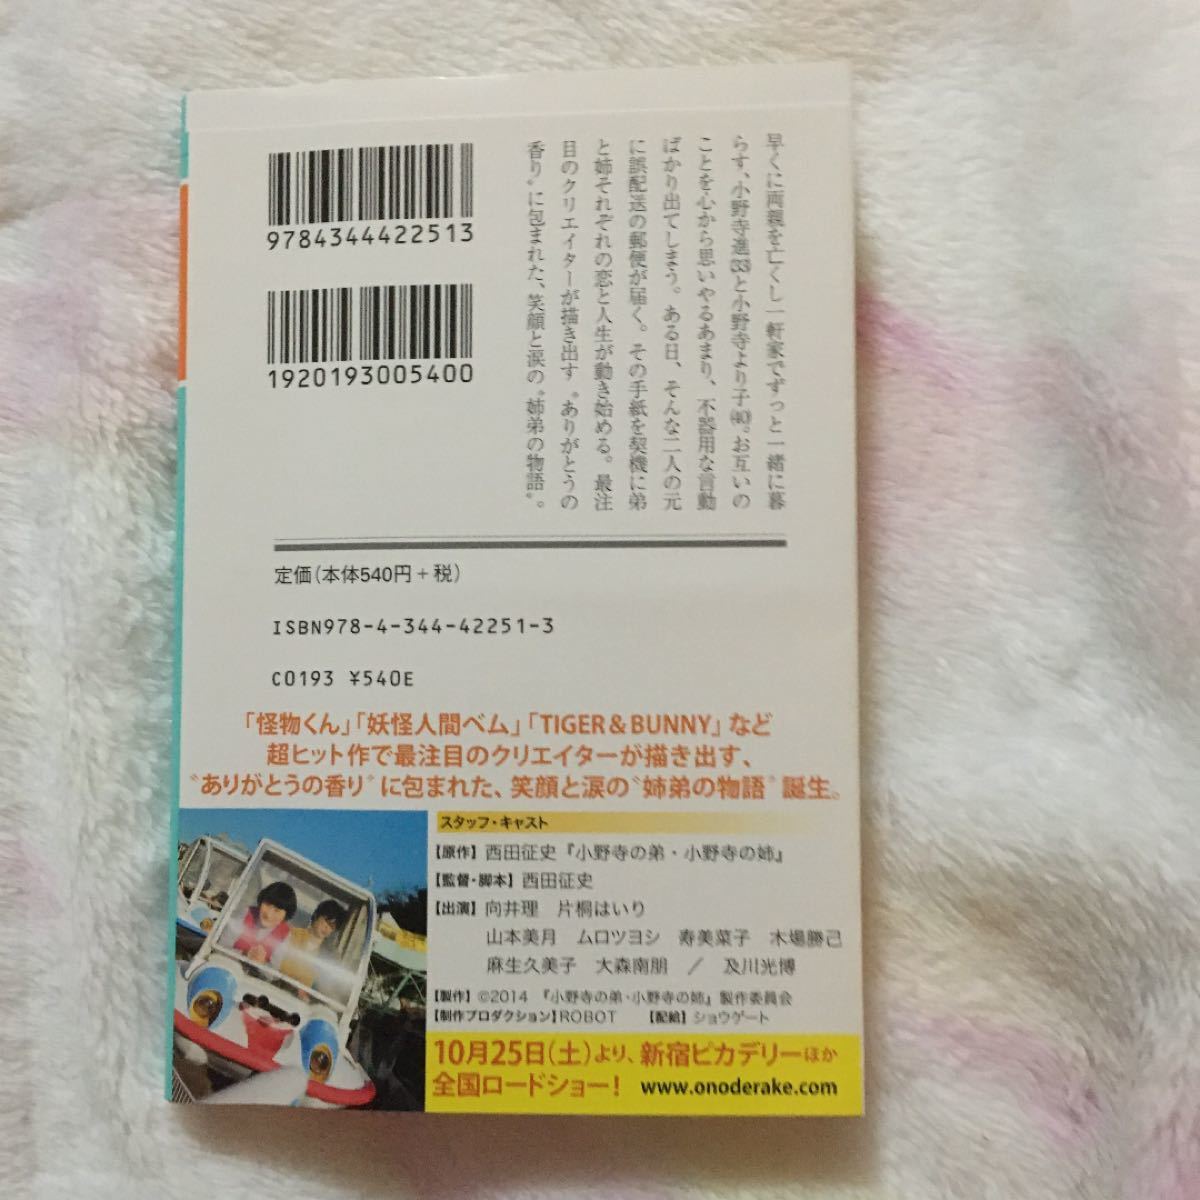 早くに両親を亡くし一軒家でずっと一緒に暮
らす、小野寺進(33)と小野寺より子(40)。お互いの
ことを心から思いやるあまり、不器用な言動
ばかり出てしまう。ある日、そんな二人の元
に誤配送の郵便が届く。その手紙を契機に弟
と姉それぞれの恋と人生が動き始める。最注
目のクリエイターが描き出す〝ありがとうの
香り〟に包まれた、笑顔と涙の〝姉弟の物語〟。
9784344422513
1920193005400
定価(本体540円+税)
ISBN978-4-344-42251-3
C0193 ¥540E
「怪物くん」「妖怪人間ベム」「TIGER&BUNNY」など
超ヒット作で最注目のクリエイターが描き出す、
〝ありがとうの香り〟に包まれた、笑顔と涙の〝姉弟の物語〟誕生。
スタッフ・キャスト
【原作】西田征史『小野寺の弟・小野寺の姉』
【監督・脚本】西田征史
【出演】向井理 片桐はいり
山本美月 ムロツヨシ 寿美菜子 木場勝己
麻生久美子 大森南朋 / 及川光博
【製作】©2014 『小野寺の弟・小野寺の姉』製作委員会
【制作プロダクション】ROBOT 【配給】ショウゲート
10月25日(土)より、新宿ピカデリーほか
全国ロードショー! www.onoderake.com